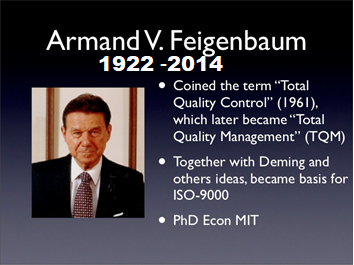 Armand V. Feigenbaum
1922 -2014
• Coined the term “Total
Quality Control” (1961),
which later became “Total
Quality Management” (TQM)
• Together with Deming and
others ideas, became basis for
ISO-9000
• PhD Econ MIT